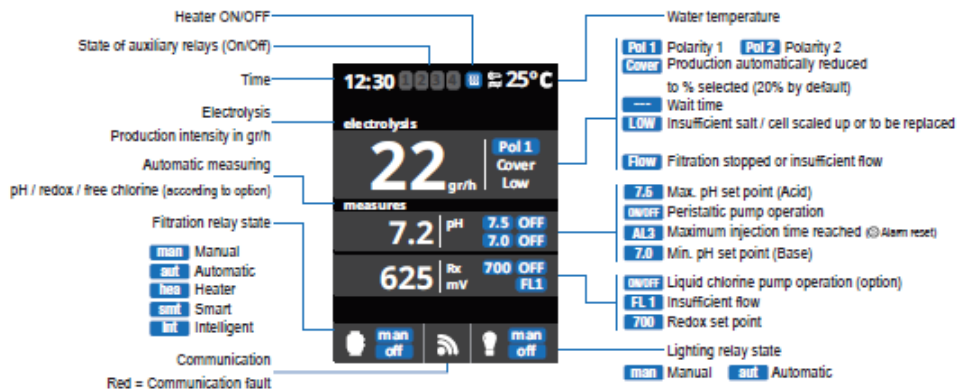 Heater ON/OFF
State of auxiliary relays (On/Off)
Time
Electrolysis
Production intensity in gr/h
Automatic measuring
pH / redox / free chlorine (according to option)
Filtration relay state
man Manual
aut Automatic
hea Heater
smt Smart
Int Intelligent
Communication
Red = Communication fault
12:30 1 2 3 4 25°C
electrolysis
22 gr/h
Pol 1
Cover
Low
measures
7.2 pH 7.5 OFF
7.0 OFF
625 Rx mV 700 OFF
FL1
man
off
man
off
Water temperature
Pol 1 Polarity 1 Pol 2 Polarity 2
Cover Production automatically reduced
to % selected (20% by default)
--- Wait time
LOW Insufficient salt / cell scaled up or to be replaced
Flow Filtration stopped or insufficient flow
7.5 Max. pH set point (Acid)
ON/OFF Peristaltic pump operation
AL3 Maximum injection time reached (Alarm reset)
7.0 Min. pH set point (Base)
ON/OFF Liquid chlorine pump operation (option)
FL 1 Insufficient flow
700 Redox set point
Lighting relay state
man Manual aut Automatic